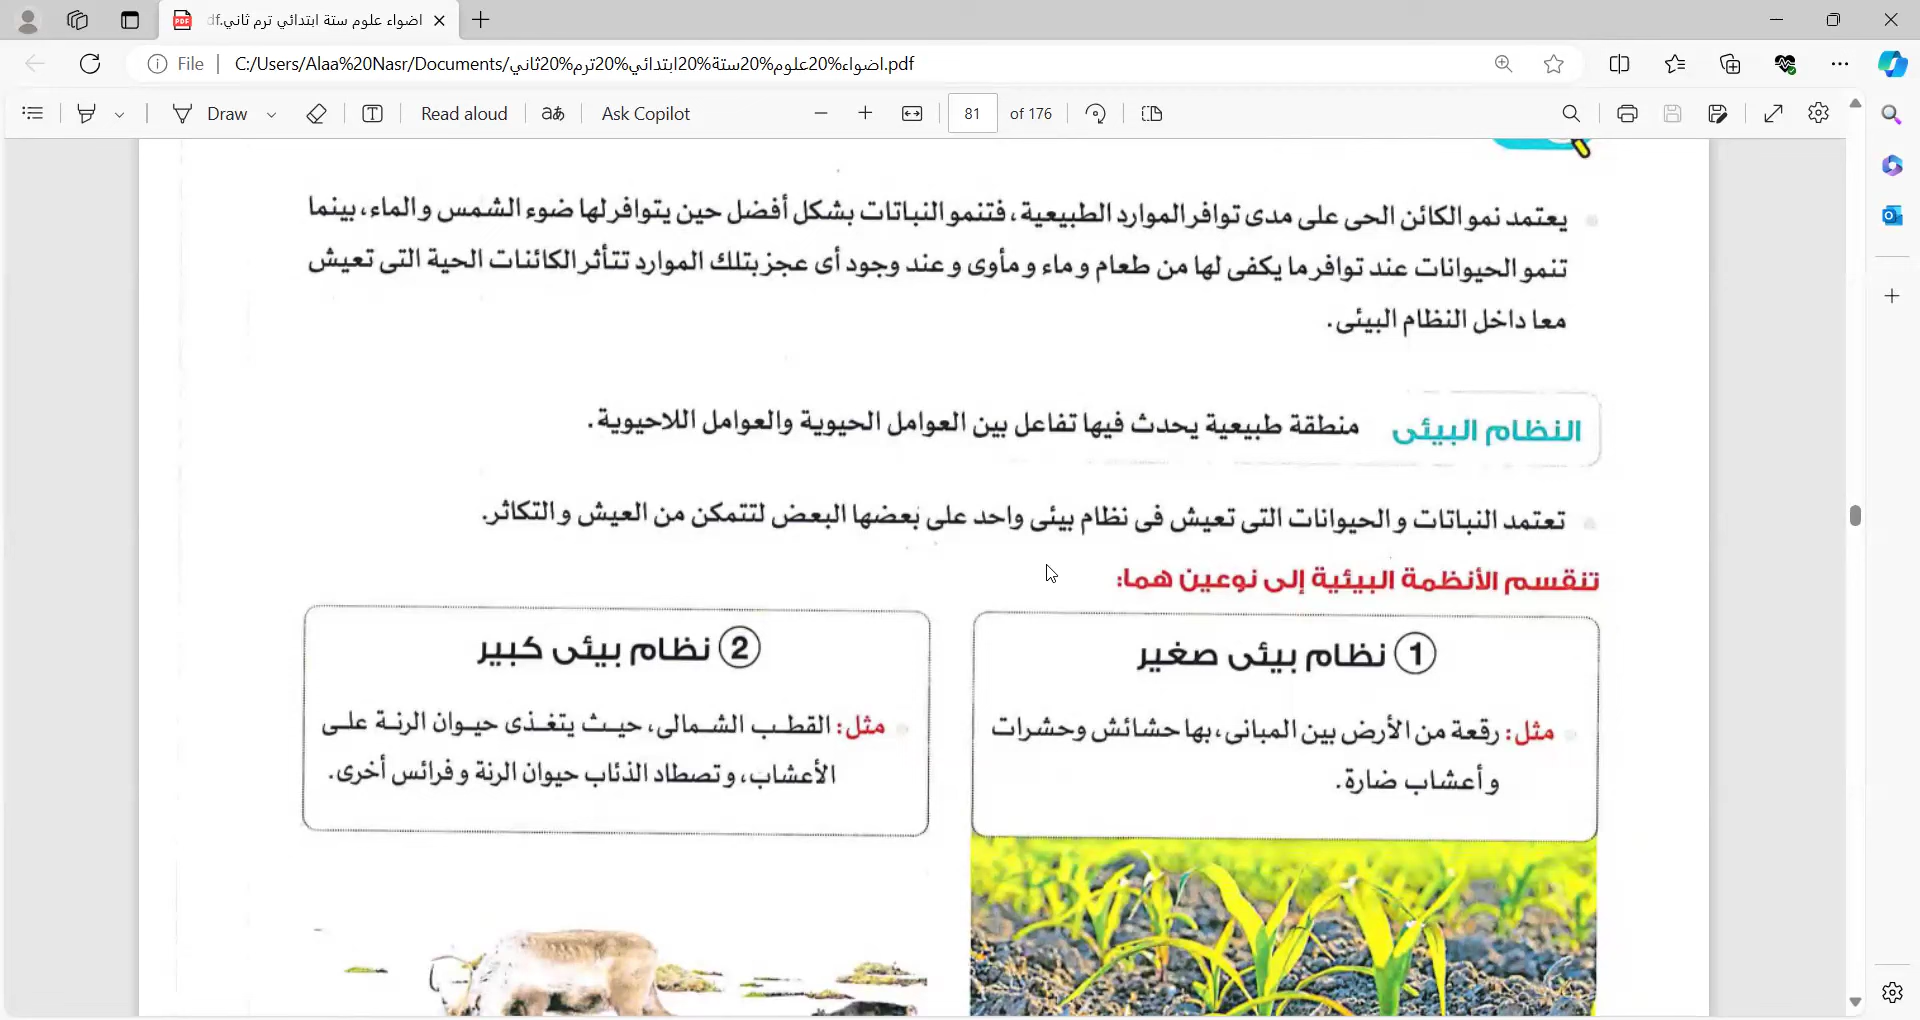 اضواء علوم ستة ابتدائي ترم ثاني.df
File
C:/Users/Alaa%20Nasr/Documents/اضواء%20علوم%20ستة%20ابتدائي%20ترم%20ثاني.pdf
Draw
Read aloud
aあ
Ask Copilot
81 of 176
يعتمد نمو الكائن الحى على مدى توافر الموارد الطبيعية، فتنمو النباتات بشكل أفضل حين يتوافر لها ضوء الشمس والماء، بينما
تنمو الحيوانات عند توافر ما يكفى لها من طعام وماء ومأوى وعند وجود أى عجز بتلك الموارد تتأثر الكائنات الحية التى تعيش
معا داخل النظام البيئى.
النظام البيئى منطقة طبيعية يحدث فيها تفاعل بين العوامل الحيوية والعوامل اللاحيوية.
تعتمد النباتات والحيوانات التى تعيش فى نظام بيئى واحد على بعضها البعض لتتمكن من العيش والتكاثر.
تنقسم الأنظمة البيئية إلى نوعين هما:
1 نظام بيئى صغير
مثل: رقعة من الأرض بين المبانى، بها حشائش وحشرات
وأعشاب ضارة.
2 نظام بيئى كبير
مثل: القطب الشمالى، حيث يتغذى حيوان الرنة على
الأعشاب، وتصطاد الذئاب حيوان الرنة وفرائس أخرى.